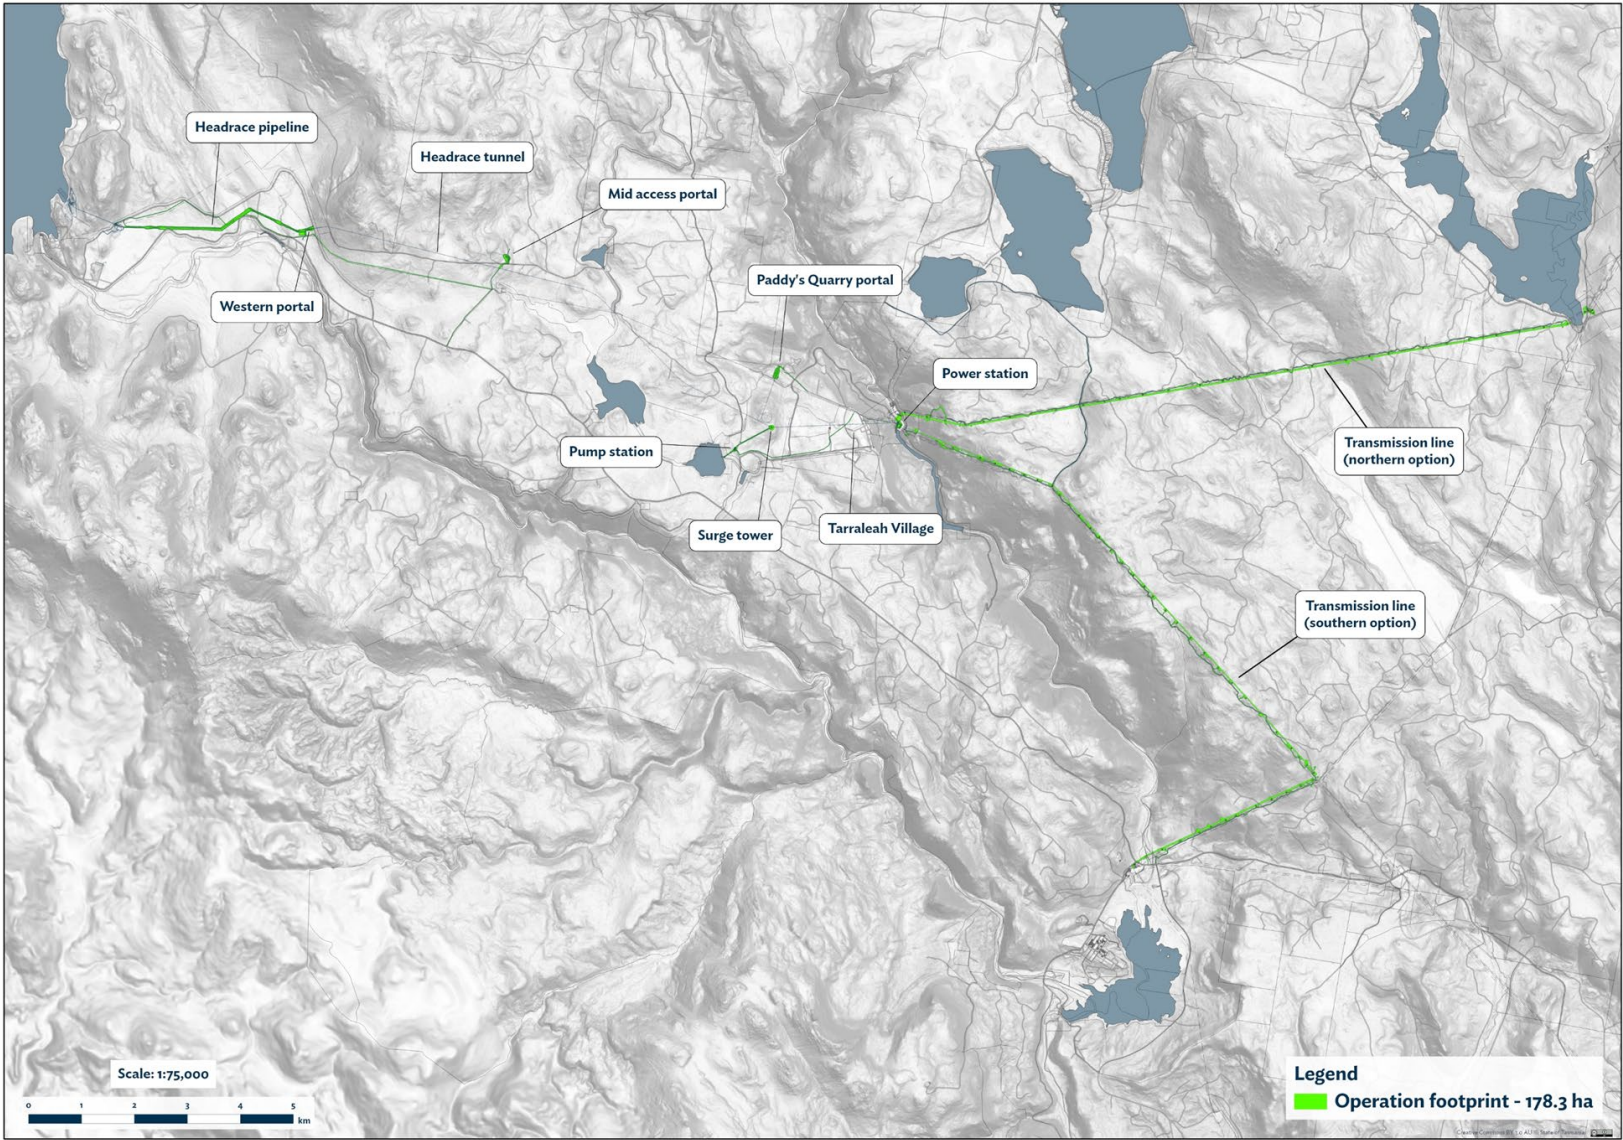 Headrace pipeline
Headrace tunnel
Mid access portal
Paddy's Quarry portal
Western portal
Power station
Pump station
Transmission line
(northern option)
Surge tower
Tarraleah Village
Transmission line
(southern option)
Scale: 1:75,000
0 1 2 3 4 5
km
Legend
Operation footprint - 178.3 ha